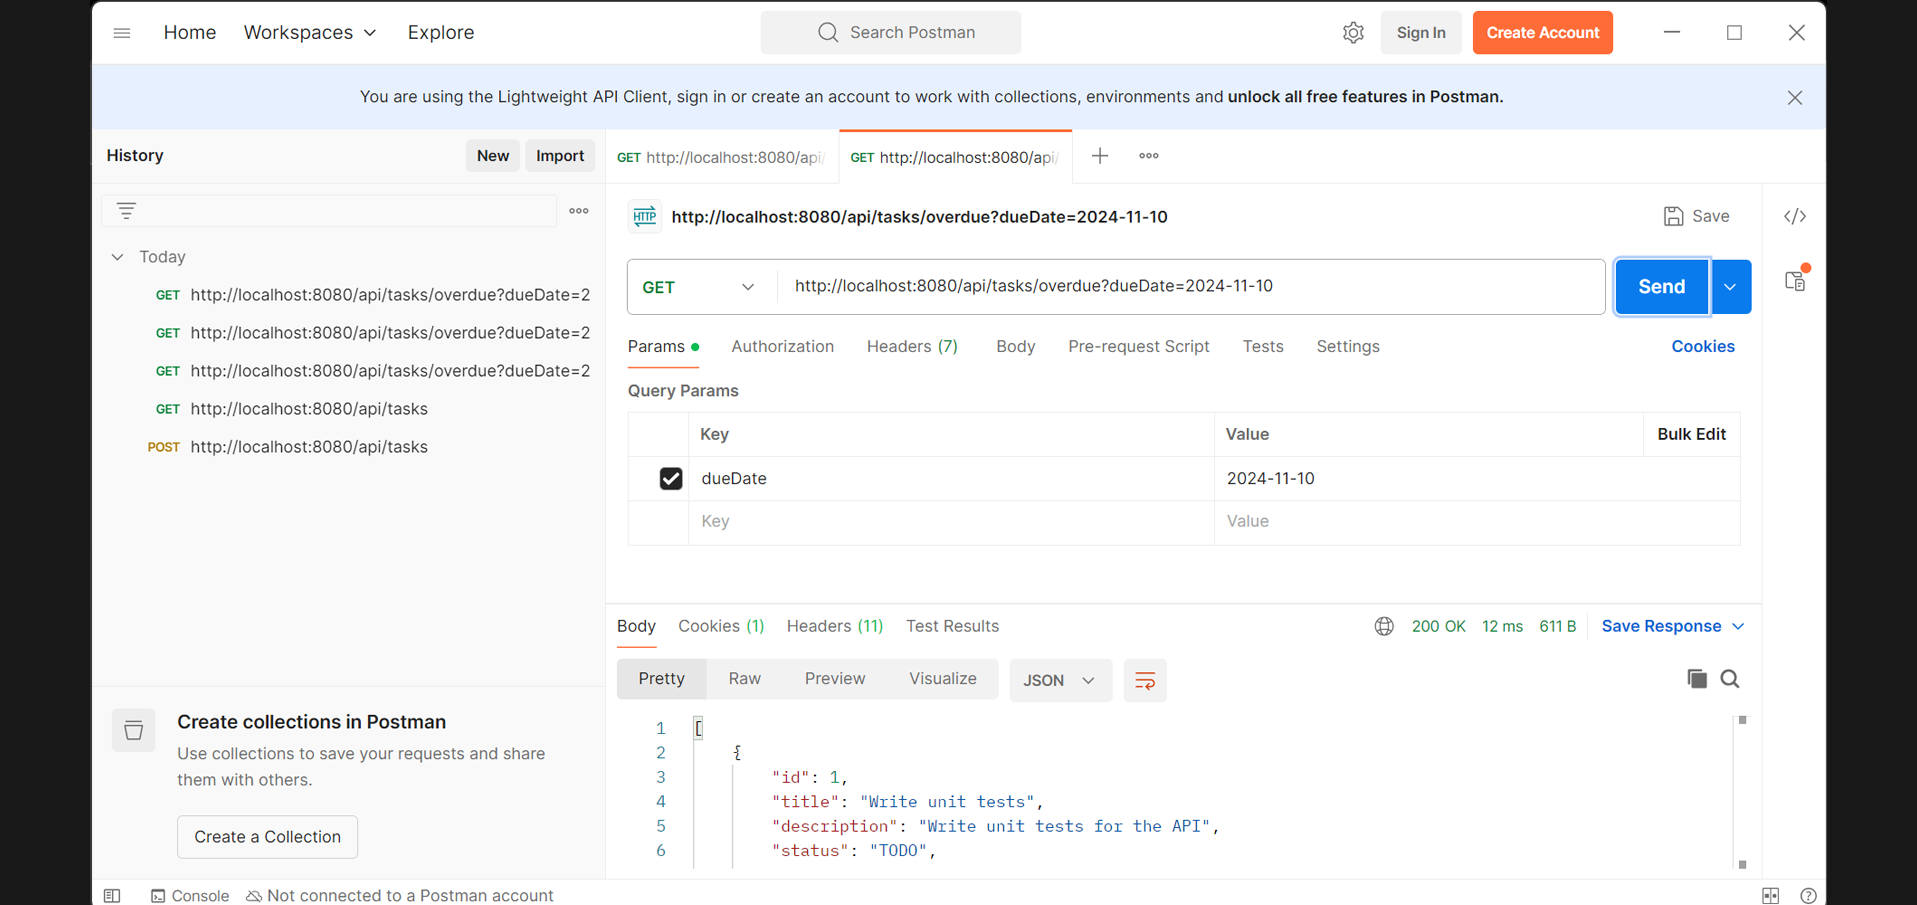 Home Workspaces Explore Search Postman Sign In Create Account
You are using the Lightweight API Client, sign in or create an account to work with collections, environments and unlock all free features in Postman.
History New Import
GET http://localhost:8080/api/ GET http://localhost:8080/api/
Today
GET http://localhost:8080/api/tasks/overdue?dueDate=2
GET http://localhost:8080/api/tasks/overdue?dueDate=2
GET http://localhost:8080/api/tasks/overdue?dueDate=2
GET http://localhost:8080/api/tasks
POST http://localhost:8080/api/tasks
Create collections in Postman
Use collections to save your requests and share
them with others.
Create a Collection
HTTP http://localhost:8080/api/tasks/overdue?dueDate=2024-11-10 Save
GET http://localhost:8080/api/tasks/overdue?dueDate=2024-11-10 Send
Params Authorization Headers (7) Body Pre-request Script Tests Settings Cookies
Query Params
Key Value Bulk Edit
dueDate 2024-11-10
Key Value
Body Cookies (1) Headers (11) Test Results 200 OK 12 ms 611 B Save Response
Pretty Raw Preview Visualize JSON
1 [
2 {
3 "id": 1,
4 "title": "Write unit tests",
5 "description": "Write unit tests for the API",
6 "status": "TODO",
Console Not connected to a Postman account